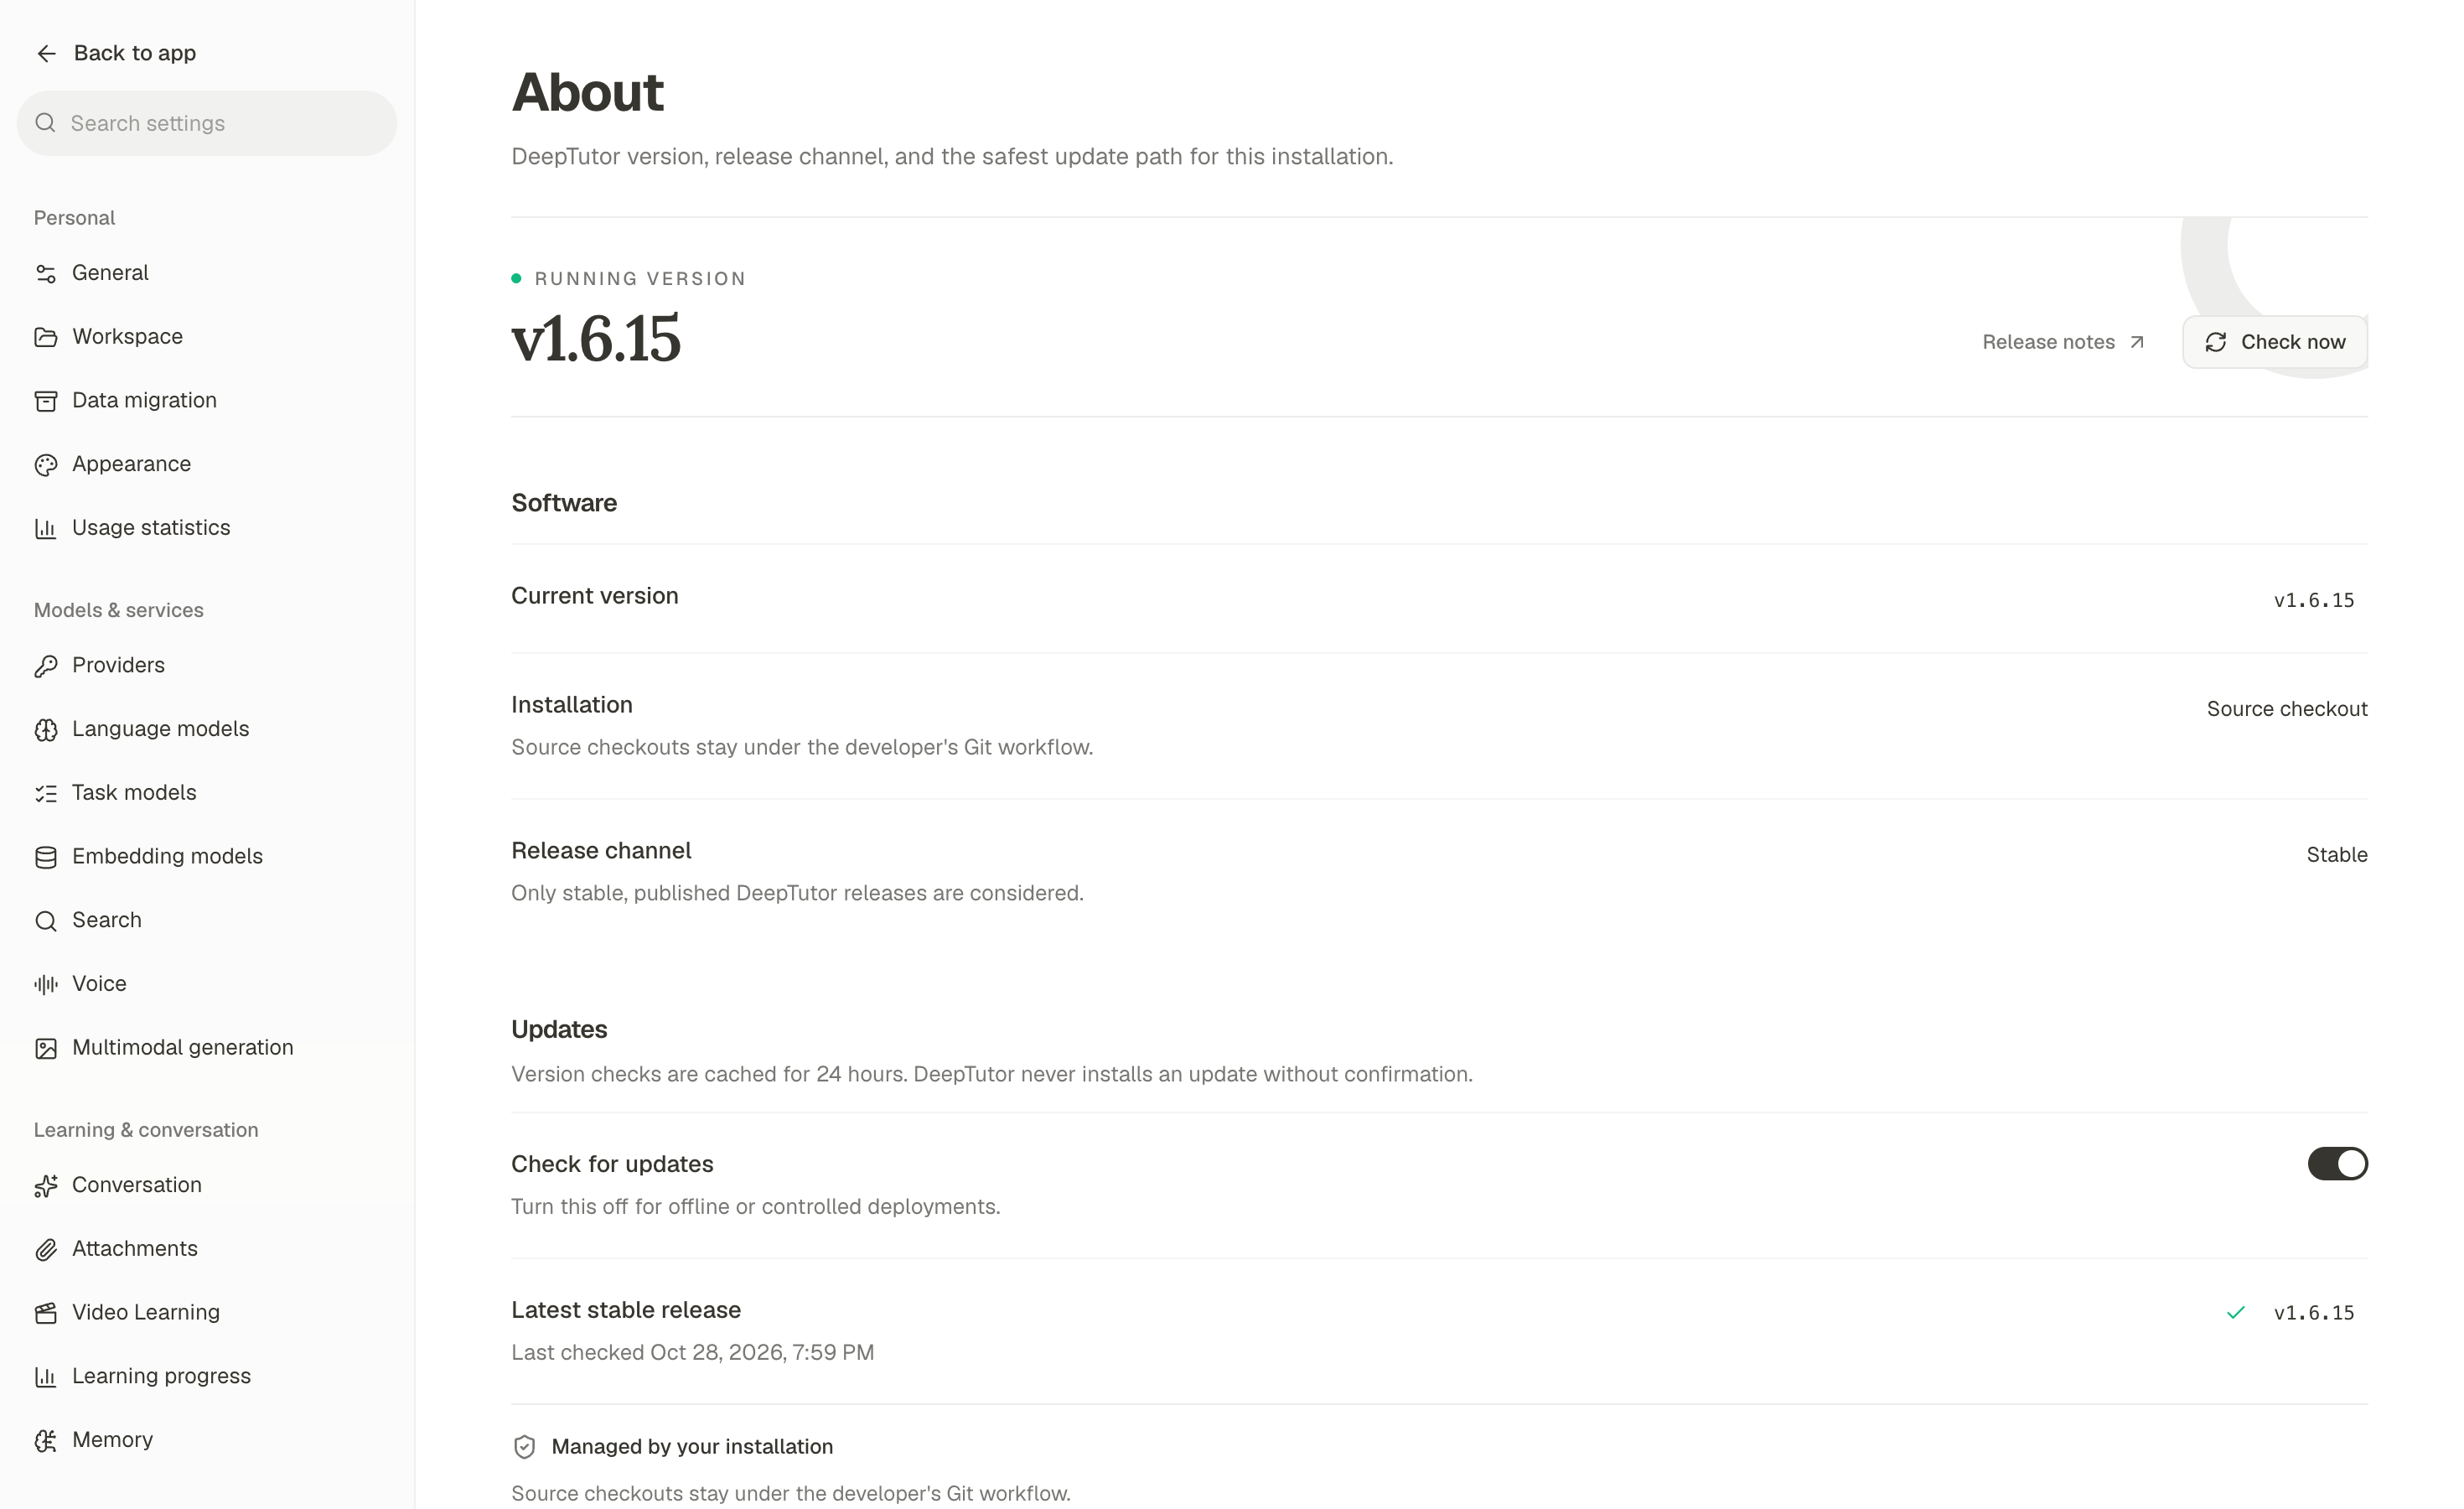 Back to app
Search settings
Personal
General
Workspace
Data migration
Appearance
Usage statistics
Models & services
Providers
Language models
Task models
Embedding models
Search
Voice
Multimodal generation
Learning & conversation
Conversation
Attachments
Video Learning
Learning progress
Memory
About
DeepTutor version, release channel, and the safest update path for this installation.
RUNNING VERSION
v1.6.15
Release notes
Check now
Software
Current version
v1.6.15
Installation
Source checkout
Source checkouts stay under the developer's Git workflow.
Release channel
Stable
Only stable, published DeepTutor releases are considered.
Updates
Version checks are cached for 24 hours. DeepTutor never installs an update without confirmation.
Check for updates
Turn this off for offline or controlled deployments.
Latest stable release
v1.6.15
Last checked Oct 28, 2026, 7:59 PM
Managed by your installation
Source checkouts stay under the developer's Git workflow.